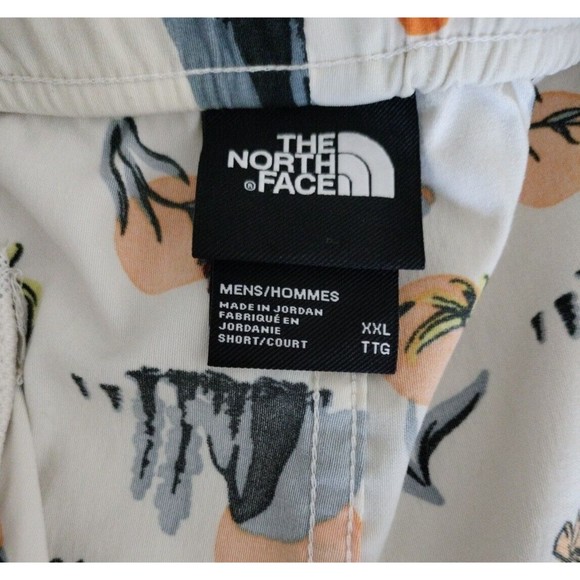 THE
NORTH
® FACE
MENS/HOMMES
MADE IN JORDAN
FABRIQUÉ EN
JORDANIE
SHORT/COURT
XXL
TTG